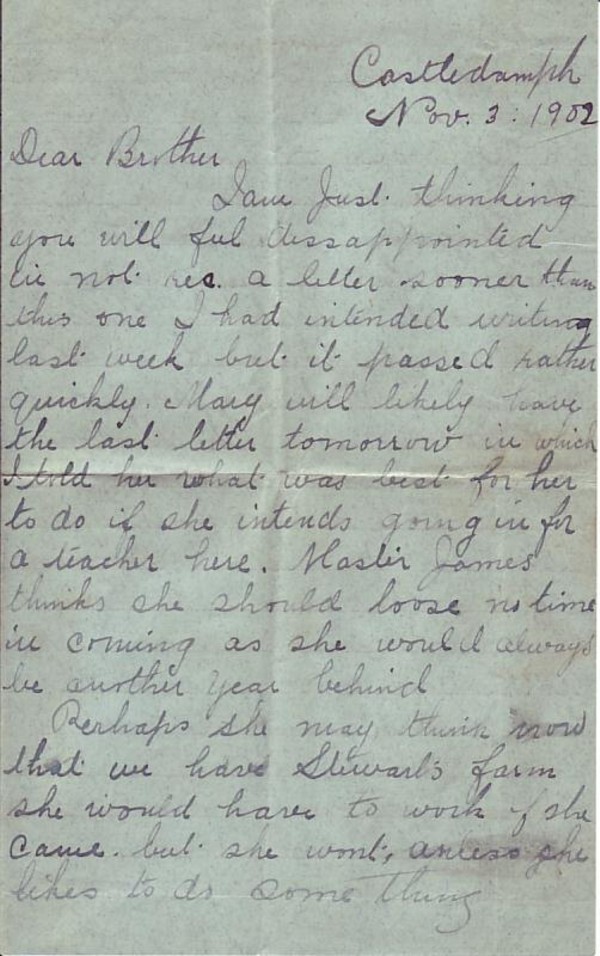 Castledamph
Nov. 3: 1902
Dear Brother
I am Just thinking
you will ful dissappointed
in not rec. a letter sooner than
this one I had intended writing
last week but it passed rather
quickly. Mary will likely have
the last letter tomorrow in which
I told her what was best for her
to do if she intends going in for
a teacher here. Master James
thinks she should loose no time
in coming as she would always
be another year behind
Perhaps she may think now
that we have Stewart's farm
she would have to work if she
came. but she wont, unless she
likes to do some thing